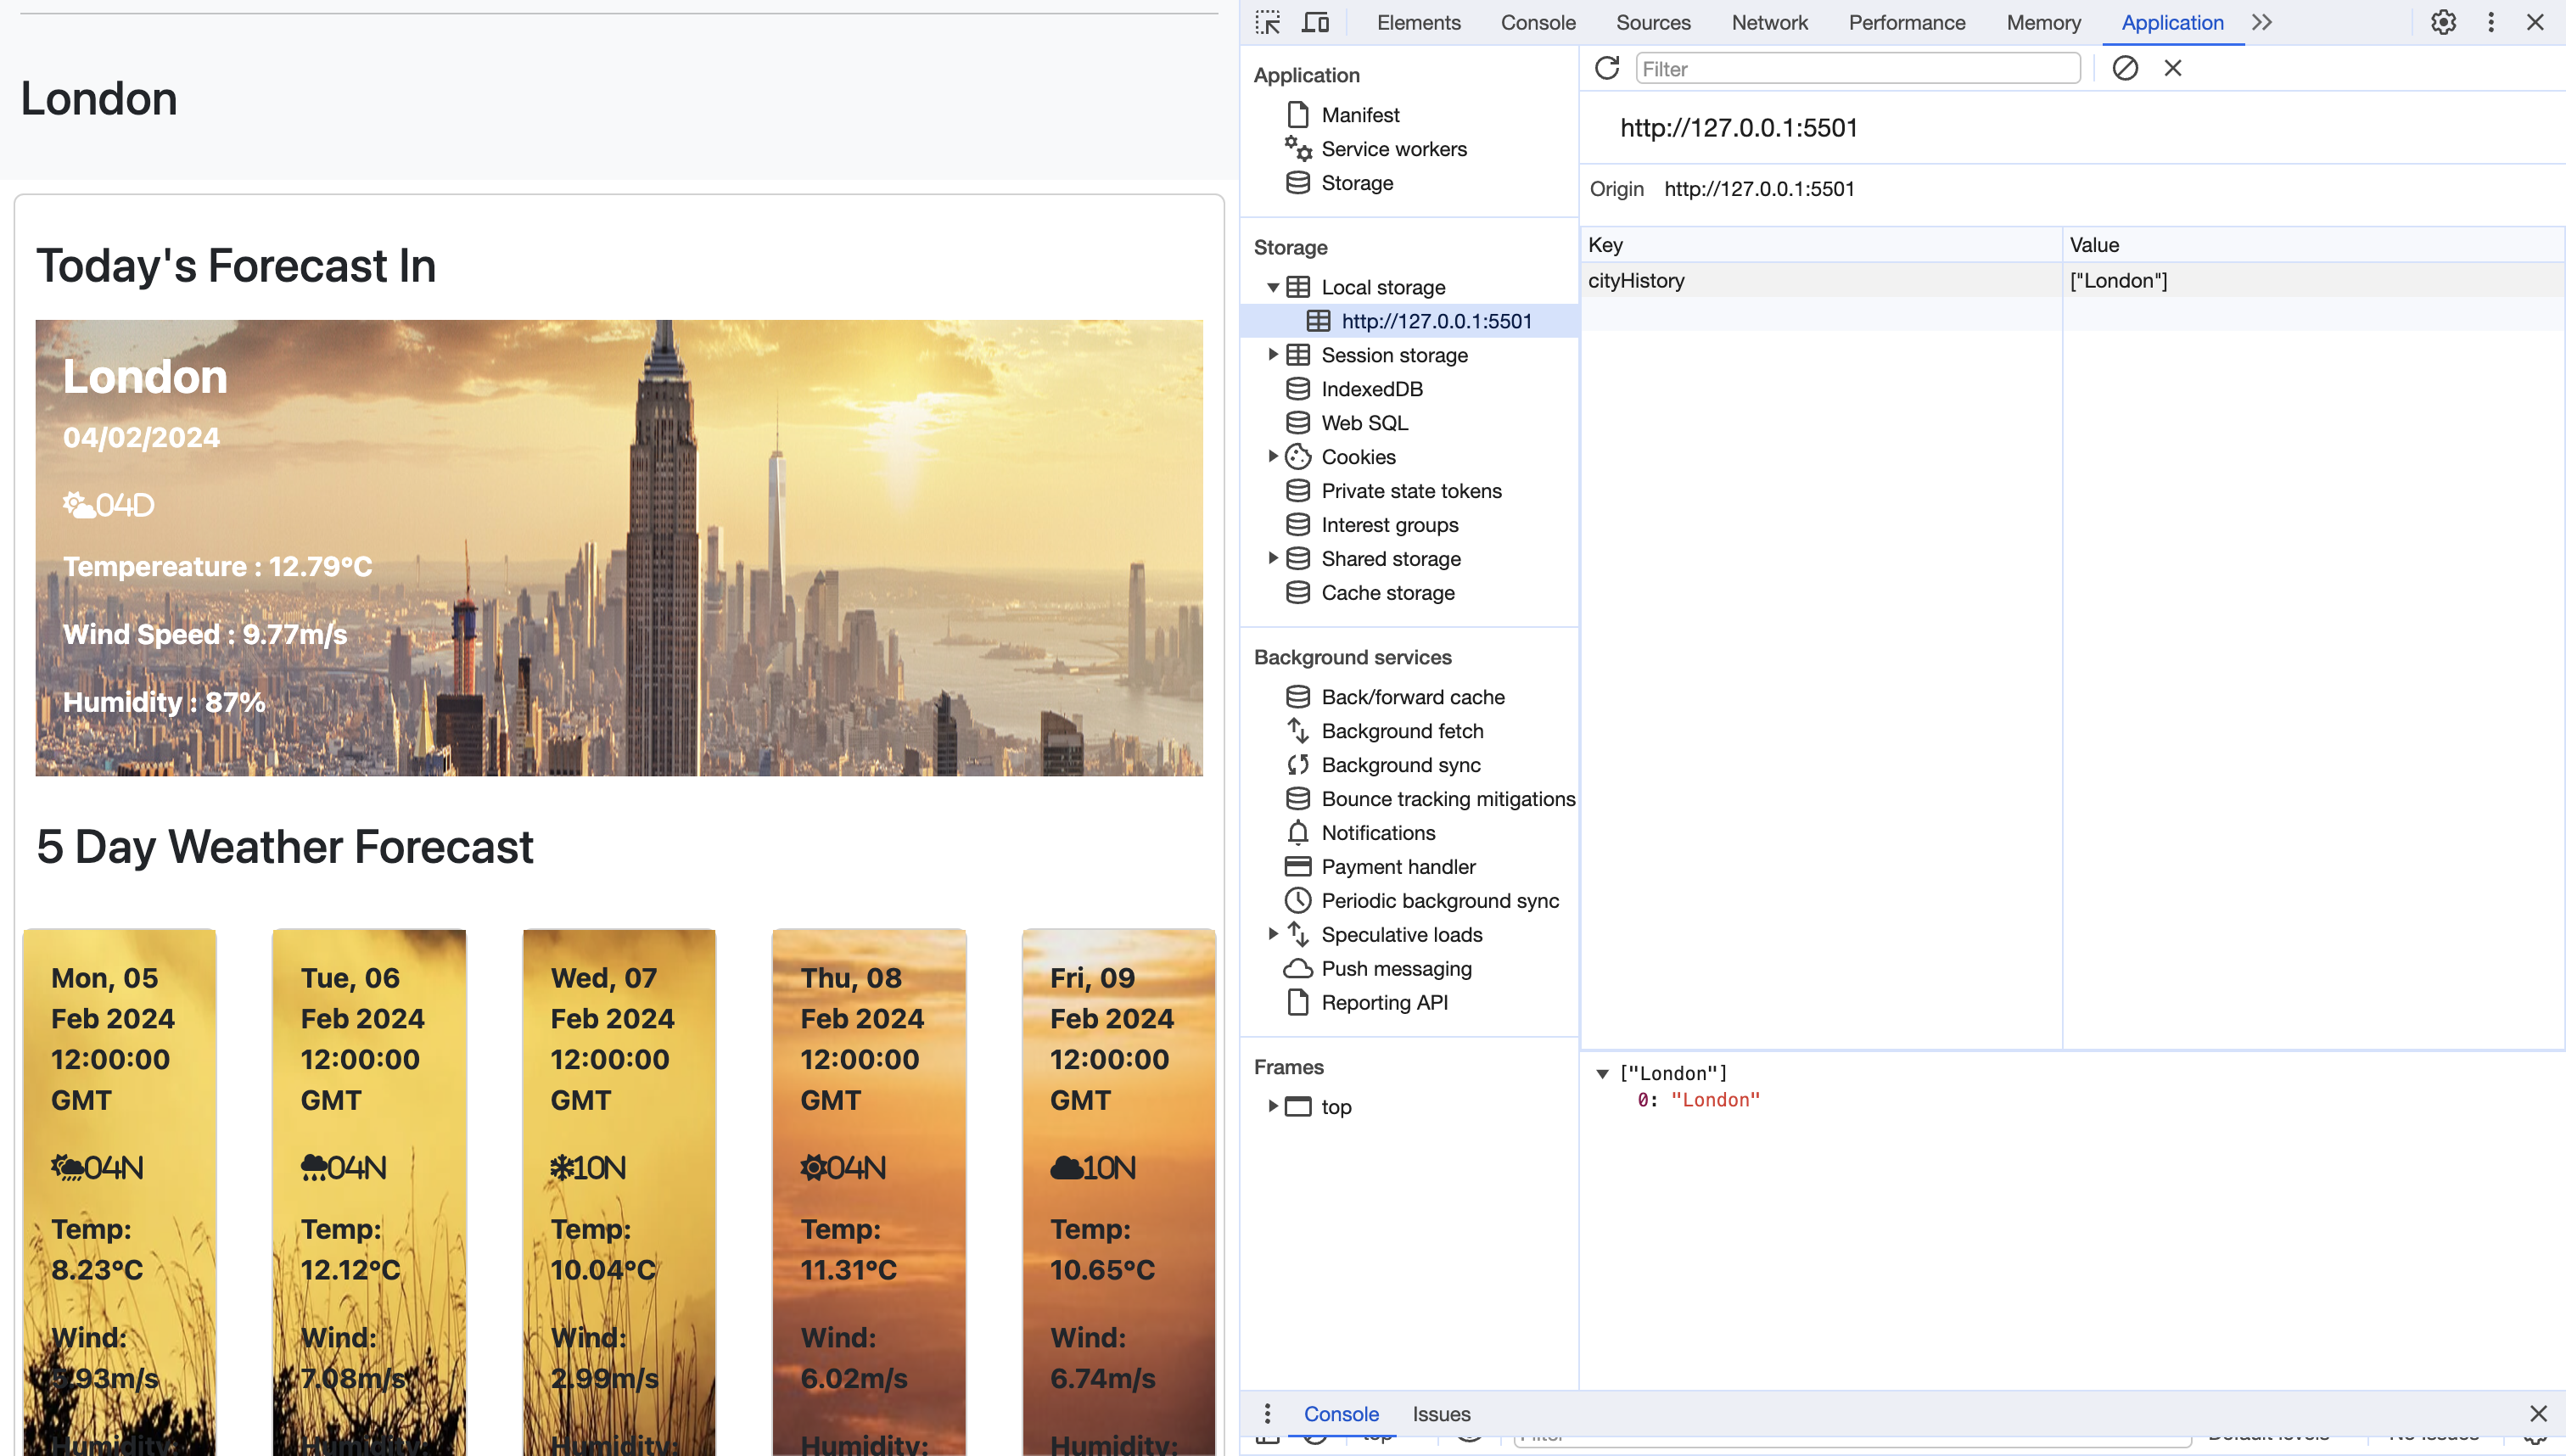 London
Today's Forecast In
London
04/02/2024
04D
Tempereature : 12.79°C
Wind Speed : 9.77m/s
Humidity : 87%
5 Day Weather Forecast
Mon, 05
Feb 2024
12:00:00
GMT
04N
Temp:
8.23°C
Wind:
.93m/s
Humidity:
Tue, 06
Feb 2024
12:00:00
GMT
04N
Temp:
12.12°C
Wind:
7.08m/s
Humidity:
Wed, 07
Feb 2024
12:00:00
GMT
10N
Temp:
10.04°C
Wind:
2.99m/s
Humidity:
Thu, 08
Feb 2024
12:00:00
GMT
04N
Temp:
11.31°C
Wind:
6.02m/s
Humidity:
Fri, 09
Feb 2024
12:00:00
GMT
10N
Temp:
10.65°C
Wind:
6.74m/s
Humidity:
Elements Console Sources Network Performance Memory Application
Application
Manifest
Service workers
Storage
Storage
Local storage
http://127.0.0.1:5501
Session storage
IndexedDB
Web SQL
Cookies
Private state tokens
Interest groups
Shared storage
Cache storage
Background services
Back/forward cache
Background fetch
Background sync
Bounce tracking mitigations
Notifications
Payment handler
Periodic background sync
Speculative loads
Push messaging
Reporting API
Frames
top
Filter
http://127.0.0.1:5501
Origin http://127.0.0.1:5501
Key Value
cityHistory ["London"]
["London"]
0: "London"
Console Issues
top Filter Default levels No Issues